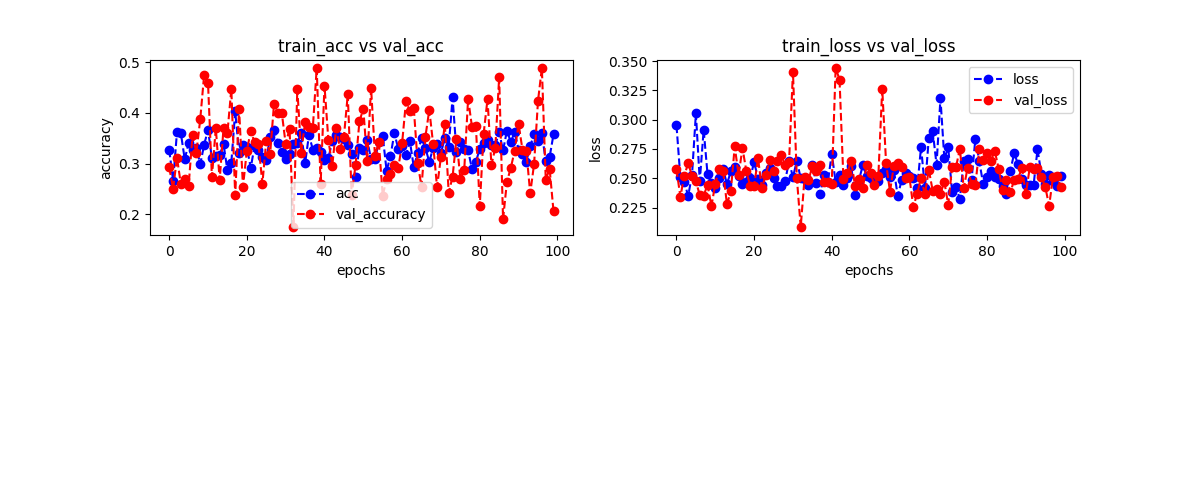 train_acc vs val_acc
0.5
0.4
0.3
0.2
accuracy
acc
val_accuracy
0
20
40
60
80
100
epochs
train_loss vs val_loss
0.350
0.325
0.300
0.275
0.250
0.225
loss
loss
val_loss
0
20
40
60
80
100
epochs